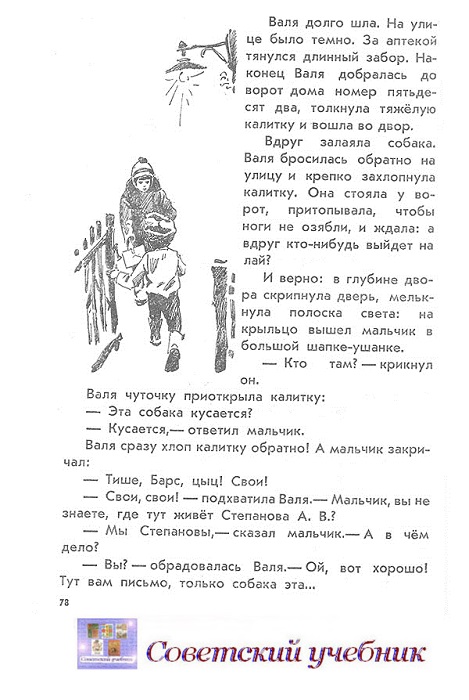 Валя долго шла. На ули-
це было темно. За аптекой
тянулся длинный забор. На-
конец Валя добралась до
ворот дома номер пятьде-
сят два, толкнула тяжёлую
калитку и вошла во двор.
Вдруг залаяла собака.
Валя бросилась обратно на
улицу и крепко захлопнула
калитку. Она стояла у во-
рот, притопывала, чтобы
ноги не озябли, и ждала: а
вдруг кто-нибудь выйдет на
лай?
И верно: в глубине дво-
ра скрипнула дверь, мельк-
нула полоска света: на
крыльцо вышел мальчик в
большой шапке-ушанке.
— Кто там? — крикнул
он.
Валя чуточку приоткрыла калитку:
— Эта собака кусается?
— Кусается,— ответил мальчик.
Валя сразу хлоп калитку обратно! А мальчик закри-
чал:
— Тише, Барс, цыц! Свои!
— Свои, свои! — подхватила Валя.— Мальчик, вы не
знаете, где тут живёт Степанова А. В.?
— Мы Степановы,— сказал мальчик.— А в чём
дело?
— Вы? — обрадовалась Валя.— Ой, вот хорошо!
Тут вам письмо, только собака эта...
78
Советский учебник
Советский учебник